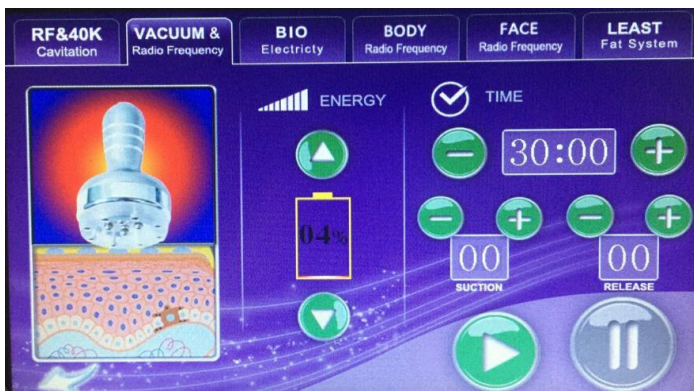 RF&40K
Cavitation
VACUUM &
Radio Frequency
BIO
Electricty
BODY
Radio Frequency
FACE
Radio Frequency
LEAST
Fat System
ENERGY
TIME
30:00
04%
00
SUCTION
00
RELEASE